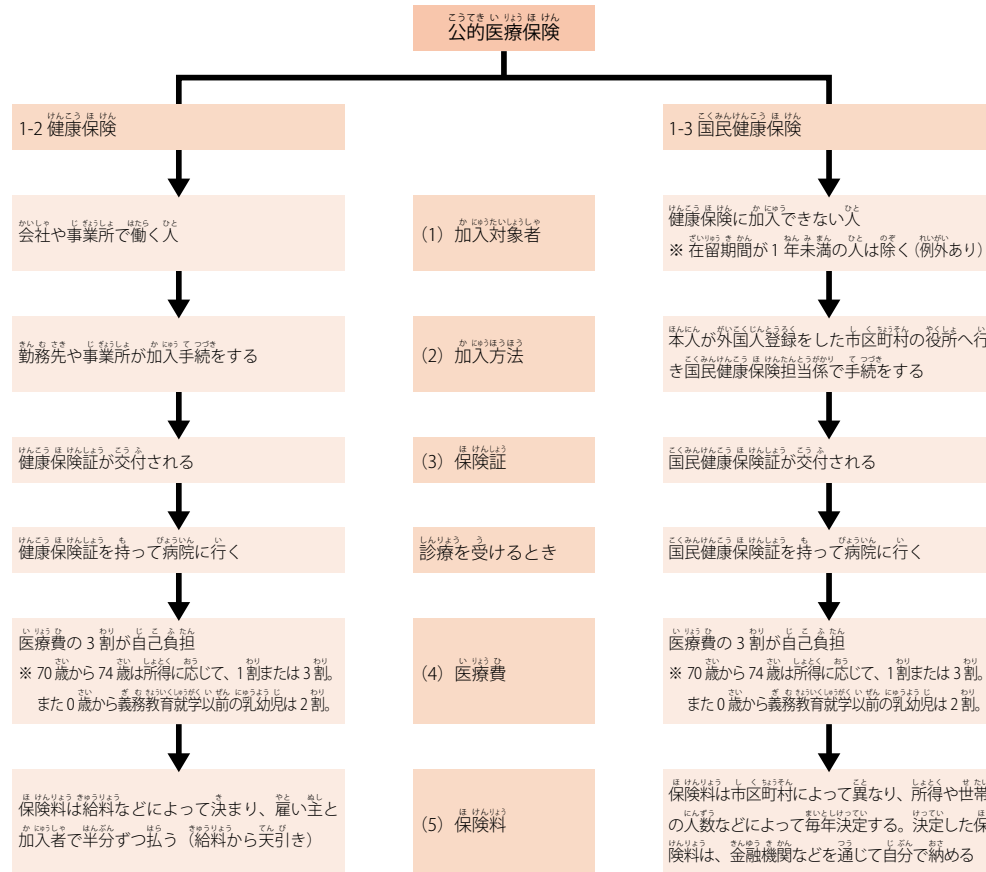 公的医療保険
1-2 健康保険
1-3 国民健康保険
会社や事業所で働く人
(1) 加入対象者
健康保険に加入できない人
※ 在留期間が 1 年未満の人は除く(例外あり)
勤務先や事業所が加入手続をする
(2) 加入方法
本人が外国人登録をした市区町村の役所へ行
き国民健康保険担当係で手続をする
健康保険証が交付される
(3) 保険証
国民健康保険証が交付される
健康保険証を持って病院に行く
診療を受けるとき
国民健康保険証を持って病院に行く
医療費の 3 割が自己負担
※ 70 歳から 74 歳は所得に応じて、1 割または 3 割。
また 0 歳から義務教育就学以前の乳幼児は 2 割。
(4) 医療費
医療費の 3 割が自己負担
※ 70 歳から 74 歳は所得に応じて、1 割または 3 割。
また 0 歳から義務教育就学以前の乳幼児は 2 割。
保険料は給料などによって決まり、雇い主と
加入者で半分ずつ払う(給料から天引き)
(5) 保険料
保険料は市区町村によって異なり、所得や世帯
の人数などによって毎年決定する。決定した保
険料は、金融機関などを通じて自分で納める